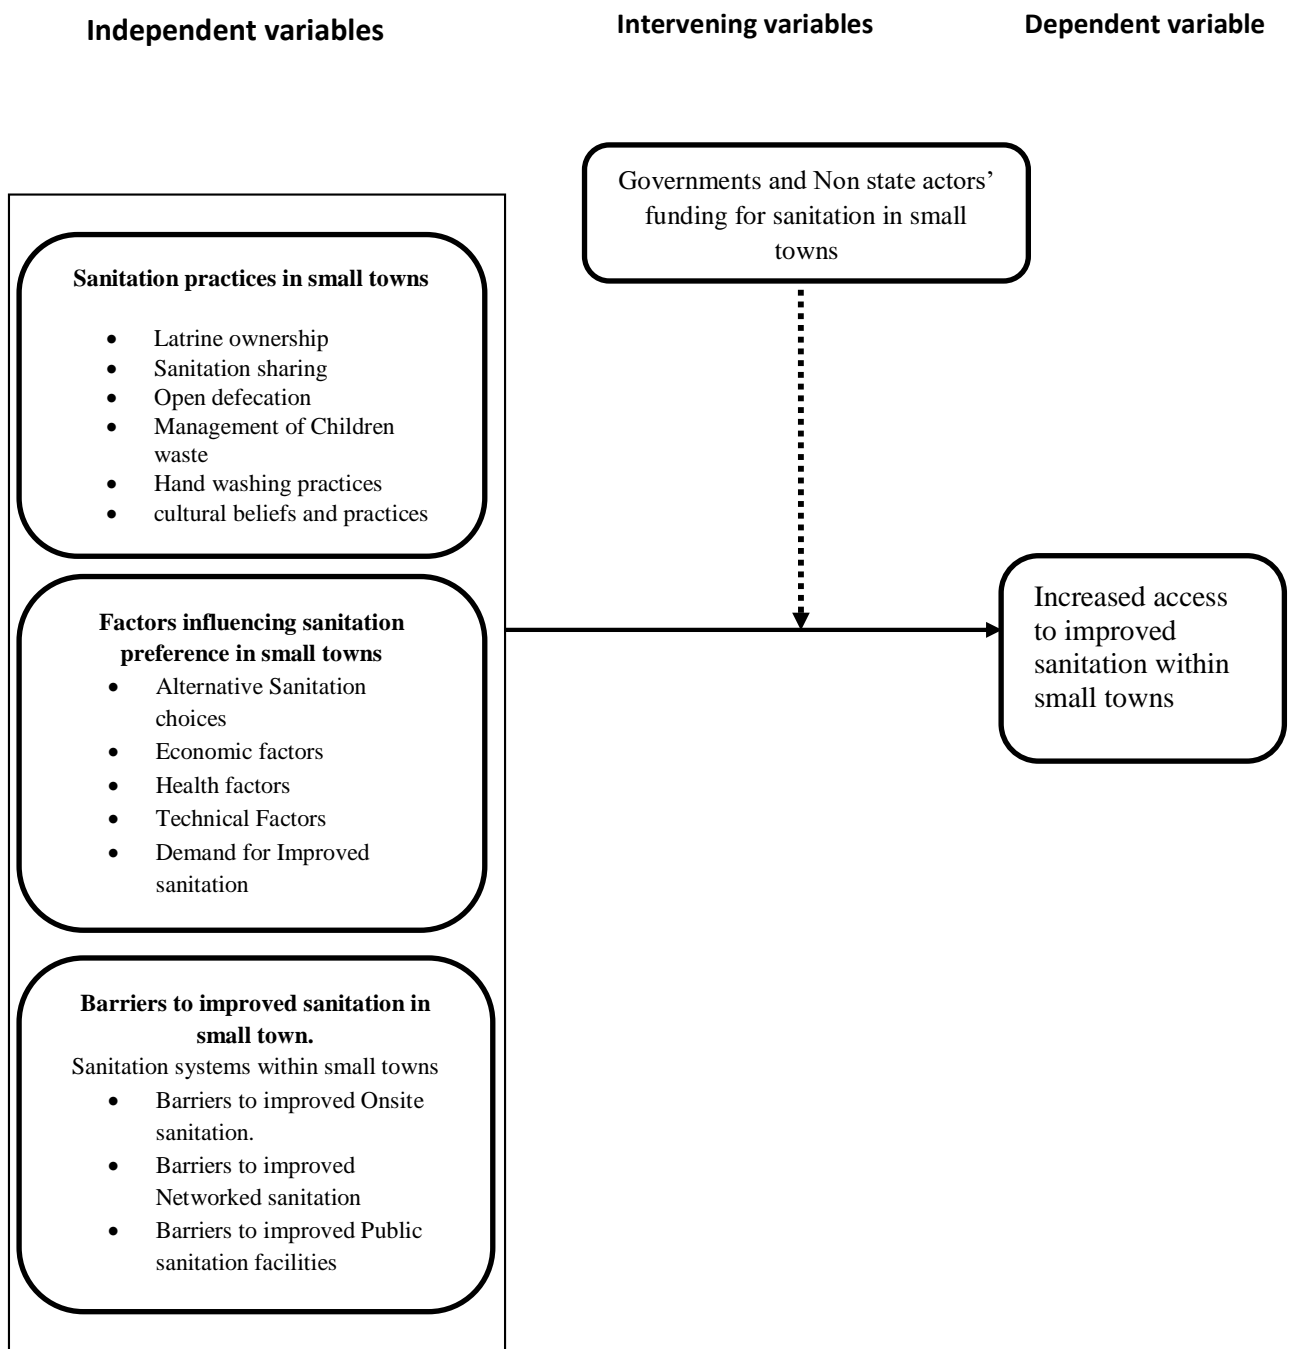 Independent variables
Intervening variables
Dependent variable
Governments and Non state actors’
funding for sanitation in small
towns
Sanitation practices in small towns
• Latrine ownership
• Sanitation sharing
• Open defecation
• Management of Children
waste
• Hand washing practices
• cultural beliefs and practices
Factors influencing sanitation
preference in small towns
• Alternative Sanitation
choices
• Economic factors
• Health factors
• Technical Factors
• Demand for Improved
sanitation
Barriers to improved sanitation in
small town.
Sanitation systems within small towns
• Barriers to improved Onsite
sanitation.
• Barriers to improved
Networked sanitation
• Barriers to improved Public
sanitation facilities
Increased access
to improved
sanitation within
small towns